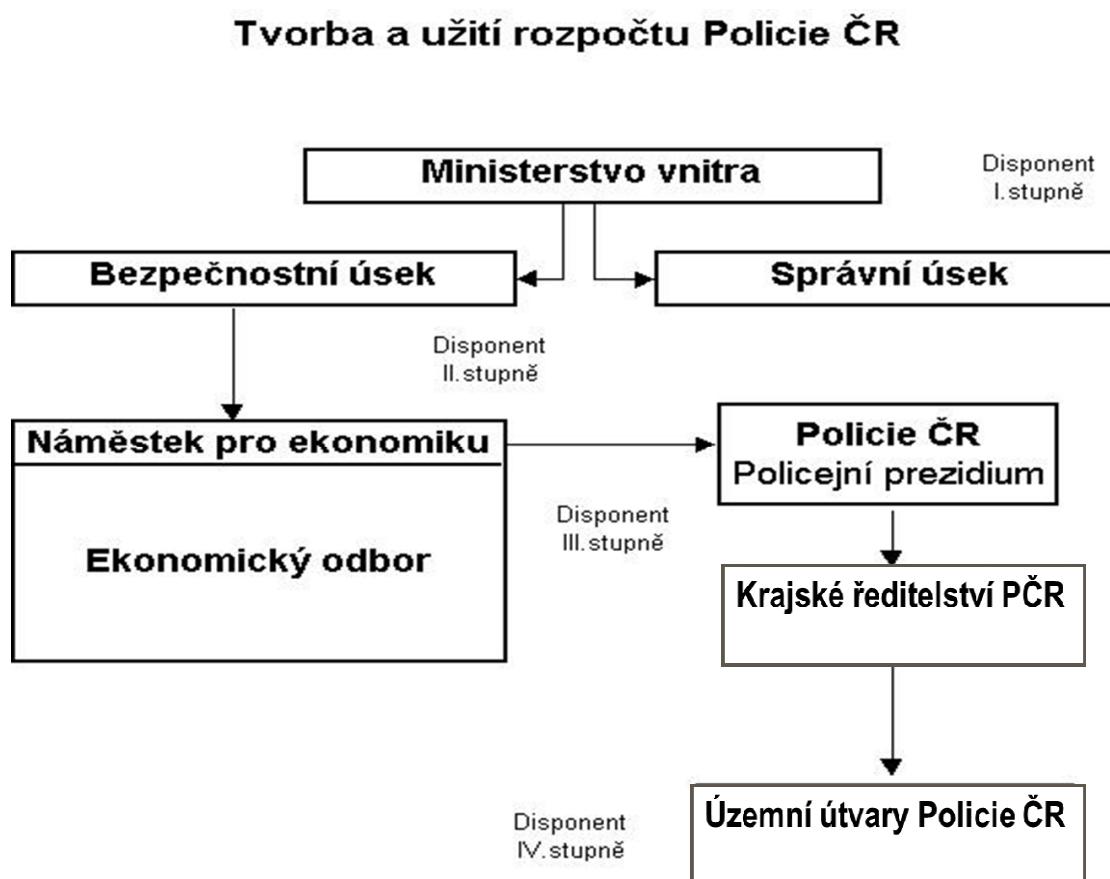 Tvorba a užití rozpočtu Policie ČR
Ministerstvo vnitra
Disponent
I.stupně
Bezpečnostní úsek
Správní úsek
Disponent
II.stupně
Náměstek pro ekonomiku
Ekonomický odbor
Policie ČR
Policejní prezidium
Disponent
III.stupně
Krajské ředitelství PČR
Územní útvary Policie ČR
Disponent
IV.stupně